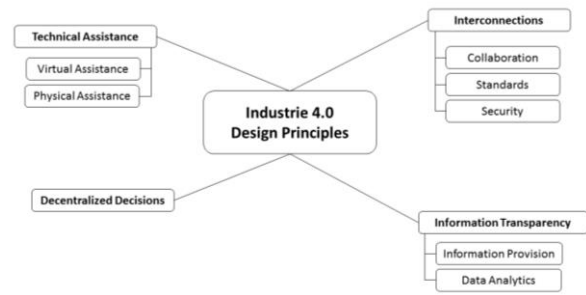 Technical Assistance
Virtual Assistance
Physical Assistance
Interconnections
Collaboration
Standards
Security
Industrie 4.0
Design Principles
Decentralized Decisions
Information Transparency
Information Provision
Data Analytics